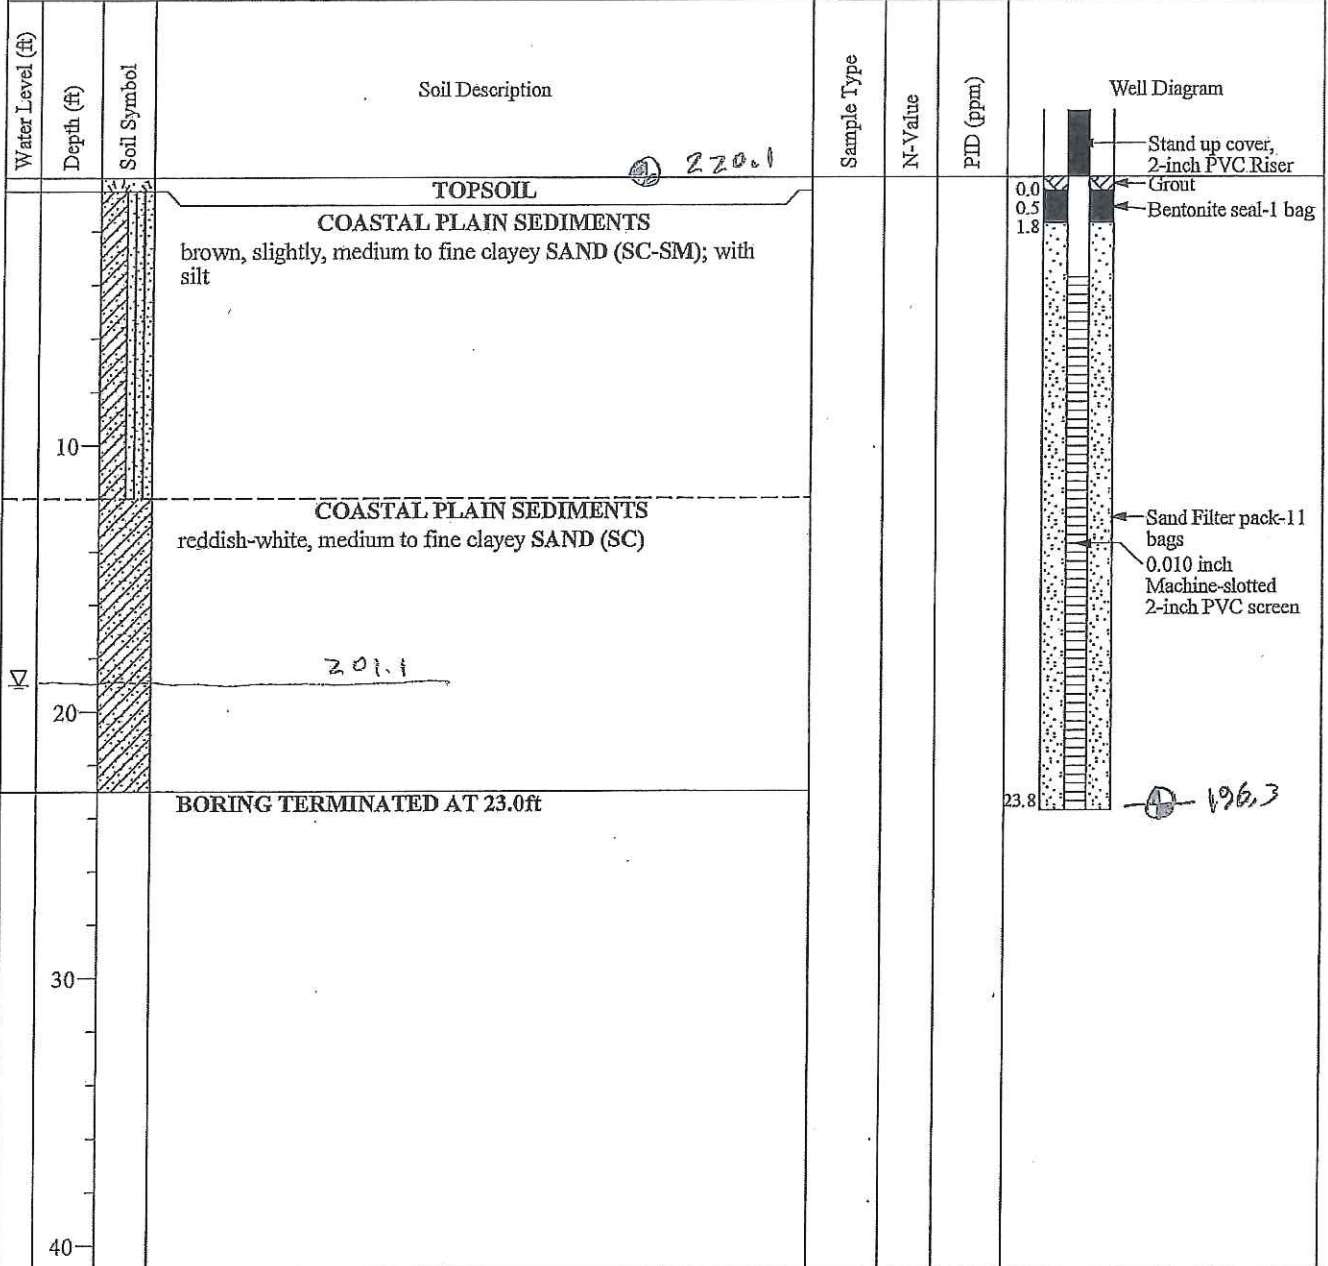 Water Level (ft)
Depth (ft)
Soil Symbol
Soil Description
Sample Type
N-Value
PID (ppm)
Well Diagram
220.1
Stand up cover,
2-inch PVC Riser
TOPSOIL
0.0
Grout
0.5
Bentonite seal-1 bag
1.8
COASTAL PLAIN SEDIMENTS
brown, slightly, medium to fine clayey SAND (SC-SM); with
silt
10
COASTAL PLAIN SEDIMENTS
reddish-white, medium to fine clayey SAND (SC)
Sand Filter pack-11
bags
0.010 inch
Machine-slotted
2-inch PVC screen
201.1
20
BORING TERMINATED AT 23.0ft
23.8
196.3
30
40